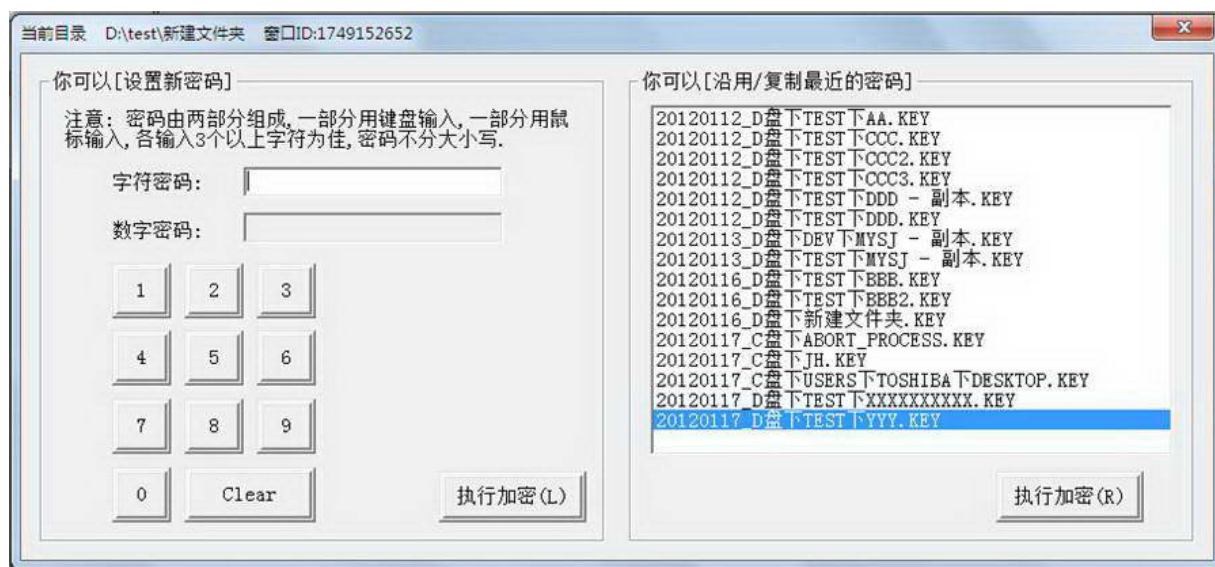 当前目录 D:\test\新建文件夹 窗口ID:1749152652
你可以[设置新密码]
注意: 密码由两部分组成, 一部分用键盘输入, 一部分用鼠
标输入, 各输入3个以上字符为佳, 密码不分大小写.
字符密码:
数字密码:
1 2 3
4 5 6
7 8 9
0 Clear
执行加密(L)
你可以[沿用/复制最近的密码]
20120112_D盘下TEST下AA.KEY
20120112_D盘下TEST下CCC.KEY
20120112_D盘下TEST下CCC2.KEY
20120112_D盘下TEST下CCC3.KEY
20120112_D盘下TEST下DDD - 副本.KEY
20120112_D盘下TEST下DDD.KEY
20120113_D盘下DEV下MYSJ - 副本.KEY
20120113_D盘下TEST下MYSJ - 副本.KEY
20120116_D盘下TEST下BBB.KEY
20120116_D盘下TEST下BBB2.KEY
20120116_D盘下新建文件夹.KEY
20120117_C盘下ABORT_PROCESS.KEY
20120117_C盘下JH.KEY
20120117_C盘下USERS下TOSHIBA下DESKTOP.KEY
20120117_D盘下TEST下XXXXXXXXXX.KEY
20120117_D盘下TEST下YYY.KEY
执行加密(R)